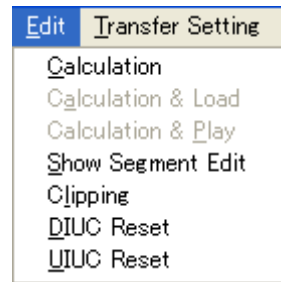 Edit Transfer Setting
Calculation
Calculation & Load
Calculation & Play
Show Segment Edit
Clipping
DIUC Reset
UIUC Reset